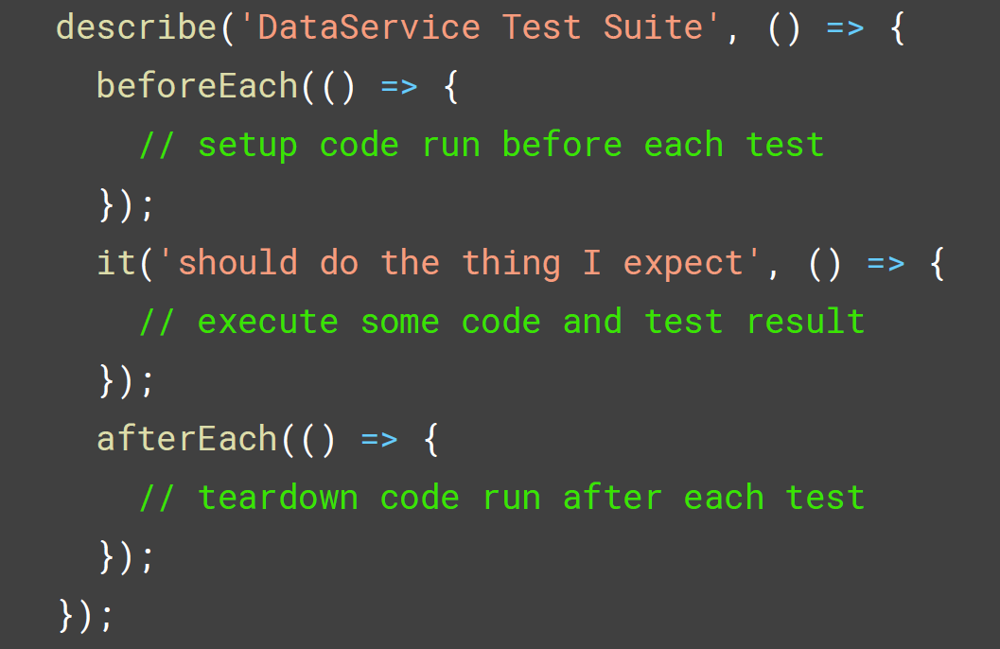 describe('DataService Test Suite', () => {
  beforeEach(() => {
    // setup code run before each test
  });
  it('should do the thing I expect', () => {
    // execute some code and test result
  });
  afterEach(() => {
    // teardown code run after each test
  });
});